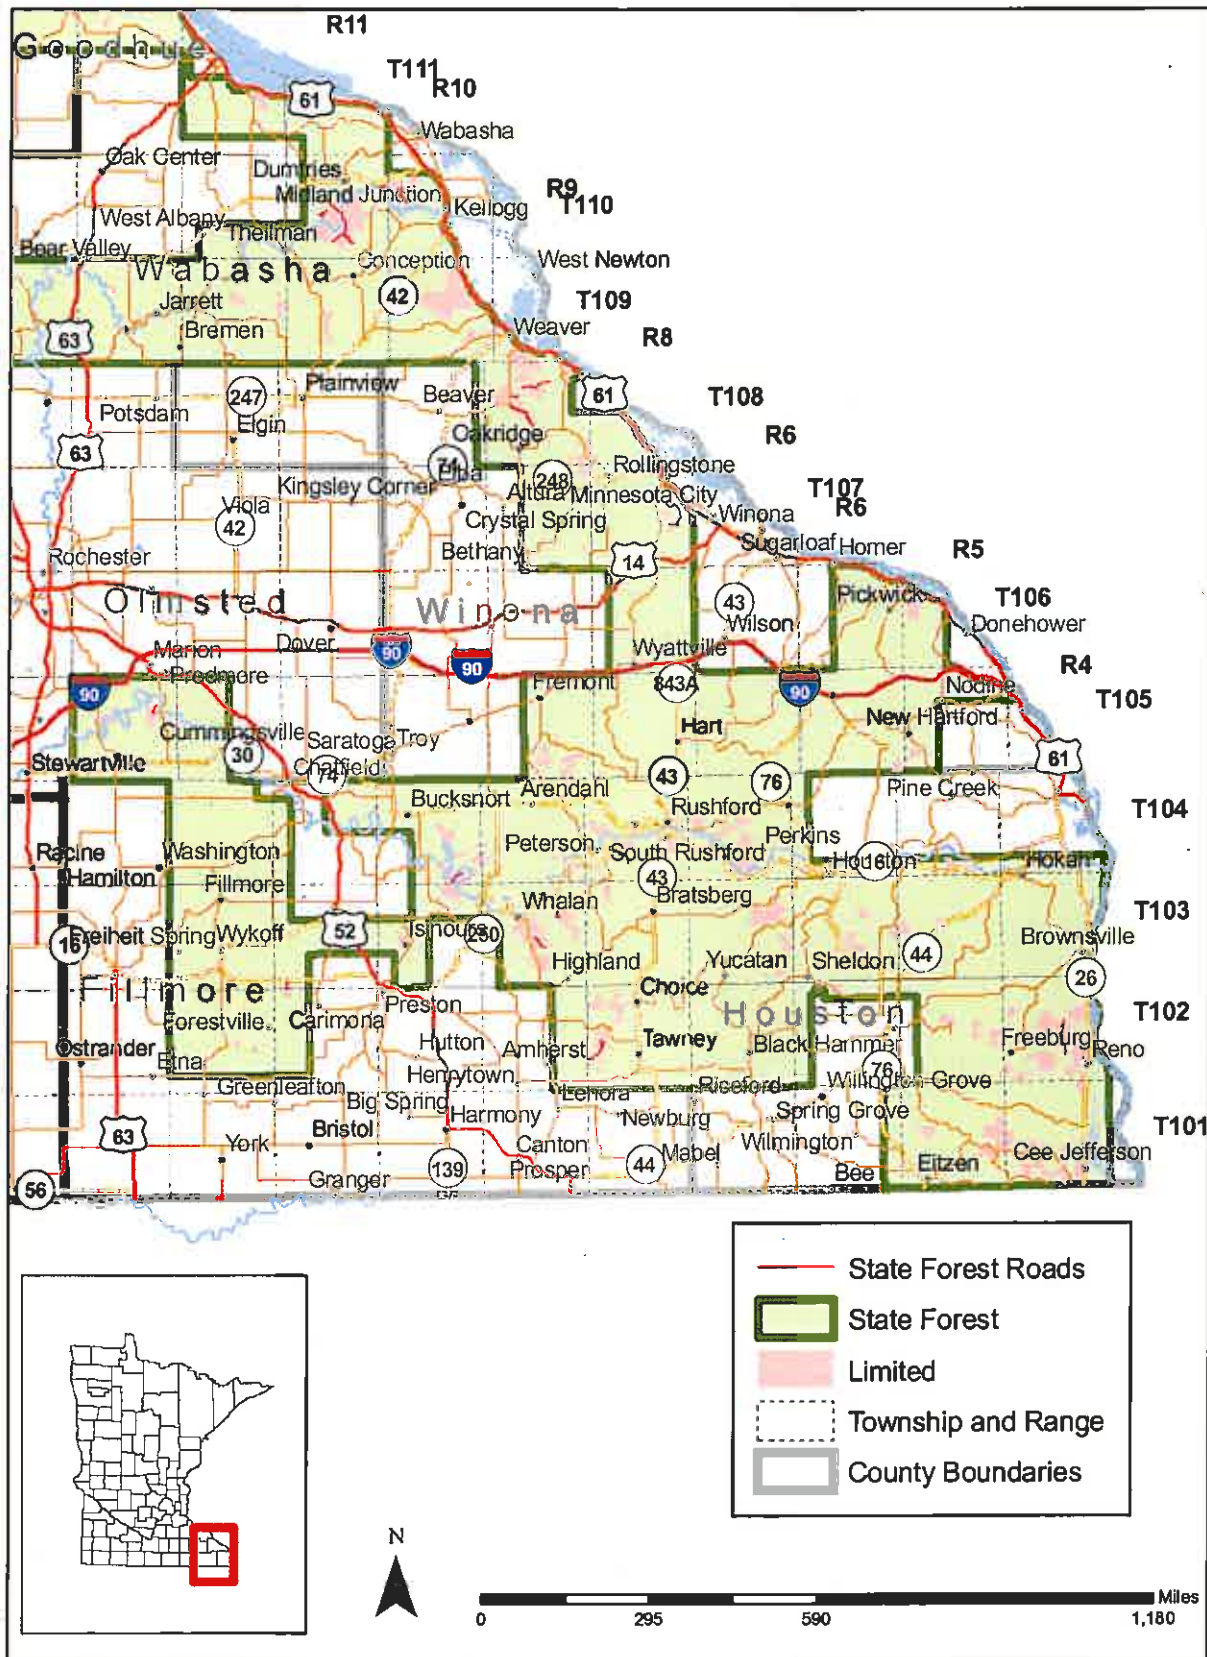 R11
Goodhue
T111
R10
61
Wabasha
Oak Center
Dumfries
Midland Junction
R9
T110
Kellogg
West Albany
Theilman
Bear Valley
Wabasha
Conception
West Newton
42
Jarrett
T109
Bremen
Weaver
63
R8
Plainview
247
Beaver
61
T108
Potsdam
Elgin
Oakridge
R6
63
74
Elba
Rollingstone
Kingsley Corner
248
Altura
Minnesota City
T107
R6
Viola
42
Crystal Spring
Winona
Sugarloaf
Homer
Rochester
Bethany
14
R5
Olmsted
Winona
43
Pickwick
T106
Wilson
Donehower
Dover
90
Marion
90
Wyattville
R4
Predmore
90
Fremont
843A
90
Nodine
T105
New Hartford
Cummingsville
Saratoga
Troy
Hart
30
61
Stewartville
Chatfield
74
43
76
Arendahl
Pine Creek
Bucksnort
Rushford
T104
Peterson
Perkins
Racine
Washington
South Rushford
Houston
16
Hokah
Hamilton
Fillmore
43
Bratsberg
Whalan
T103
52
16
Freiheit Spring
Wykoff
Isinours
250
Brownsville
Highland
Yucatan
Sheldon
44
26
Fillmore
Choice
Preston
Houston
T102
Forestville
Carimona
Hutton
Tawney
Freeburg
Reno
Ostrander
Etna
Amherst
Black Hammer
Henrytown
76
Greenleafton
Lenora
Riceford
Willington Grove
Big Spring
Harmony
Newburg
Spring Grove
T101
63
Bristol
York
Canton
Wilmington
Prosper
44
Mabel
Cee Jefferson
139
Bee
Eitzen
Granger
56
State Forest Roads
State Forest
Limited
Township and Range
County Boundaries
N
Miles
0
295
590
1,180